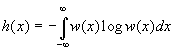 h(x) = -∫_{-∞}^{∞} w(x) log w(x) dx